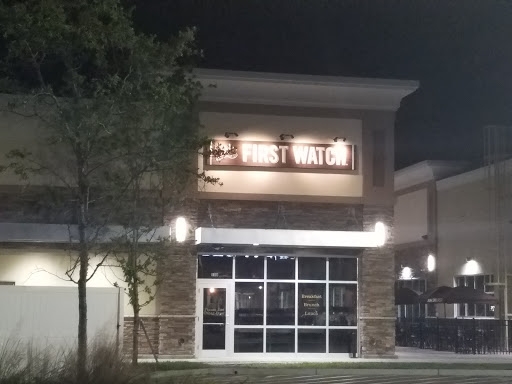 FIRST WATCH
Breakfast
Brunch
Lunch